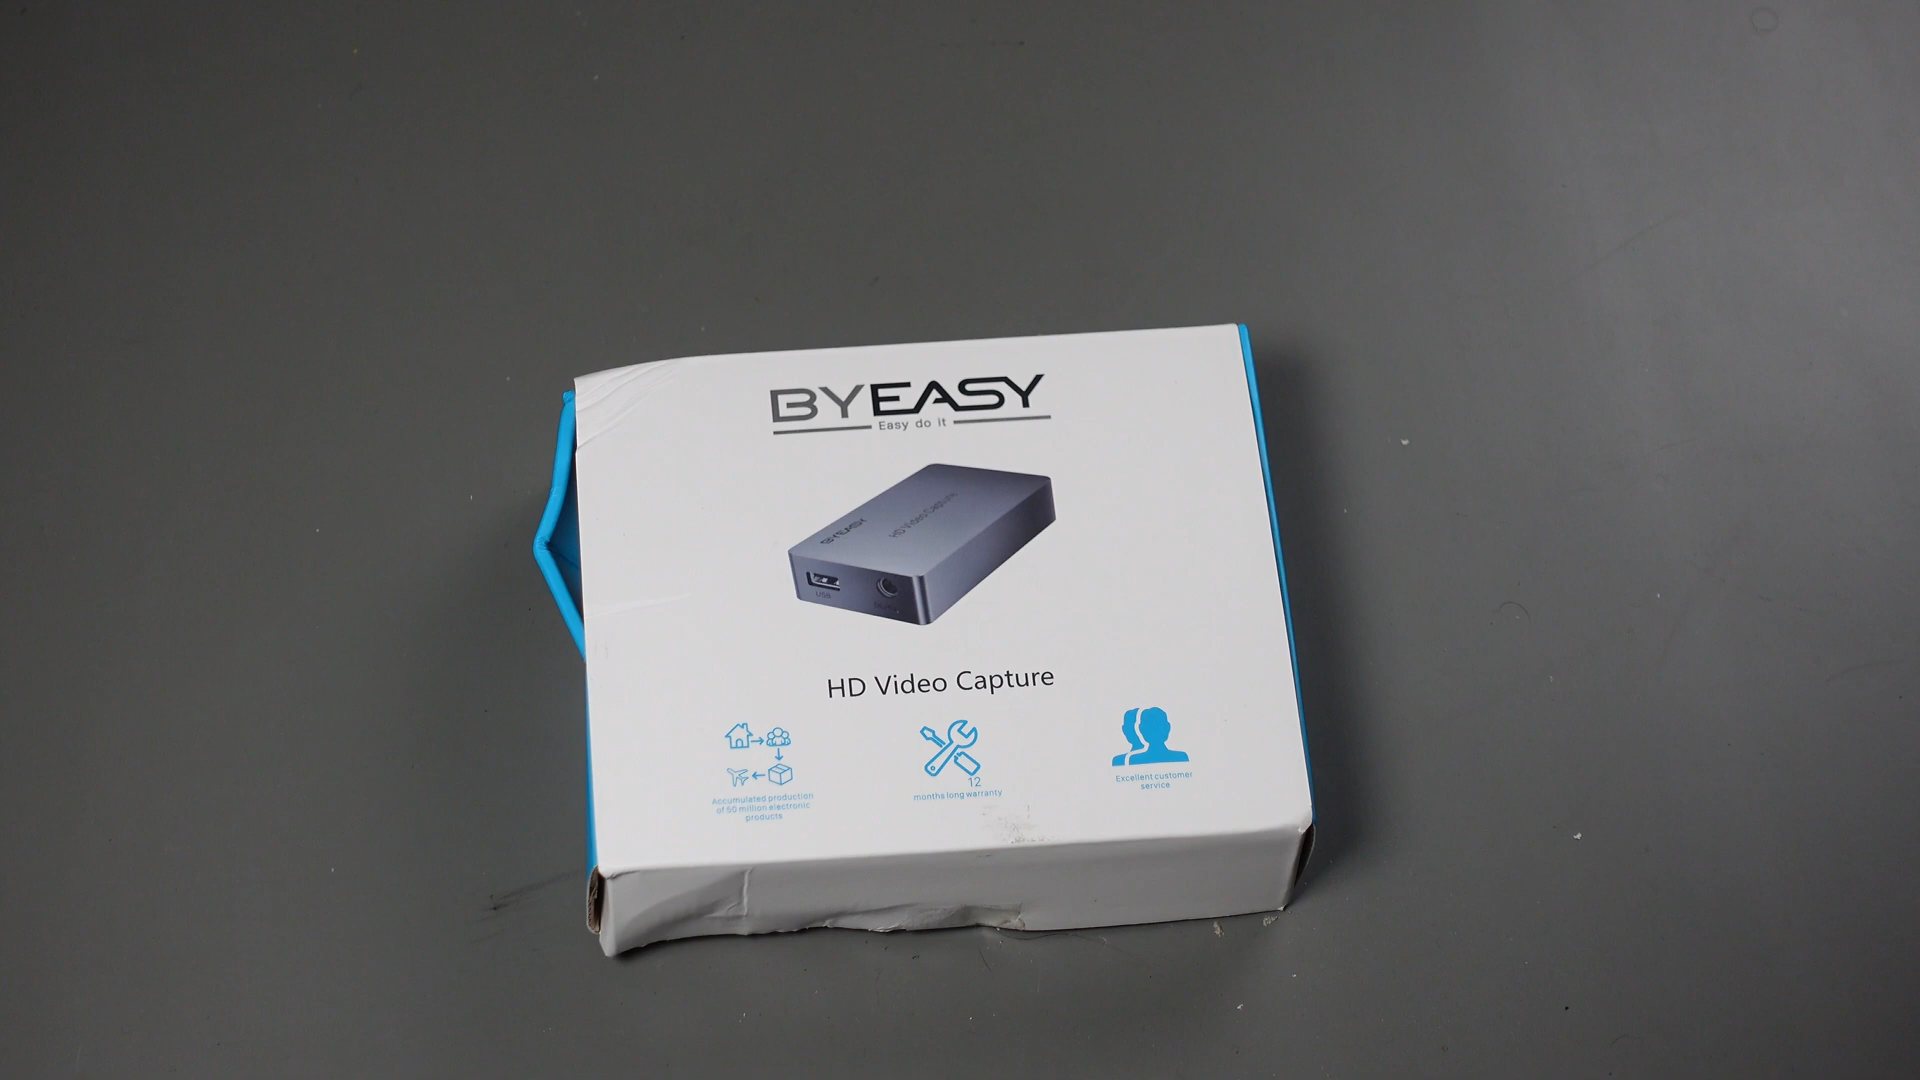 BYEASY
Easy do it
BYEASY
HD Video Capture
USB
HD Video Capture
12
months long warranty
Accumulated production
of 50 million electronic
products
Excellent customer
service